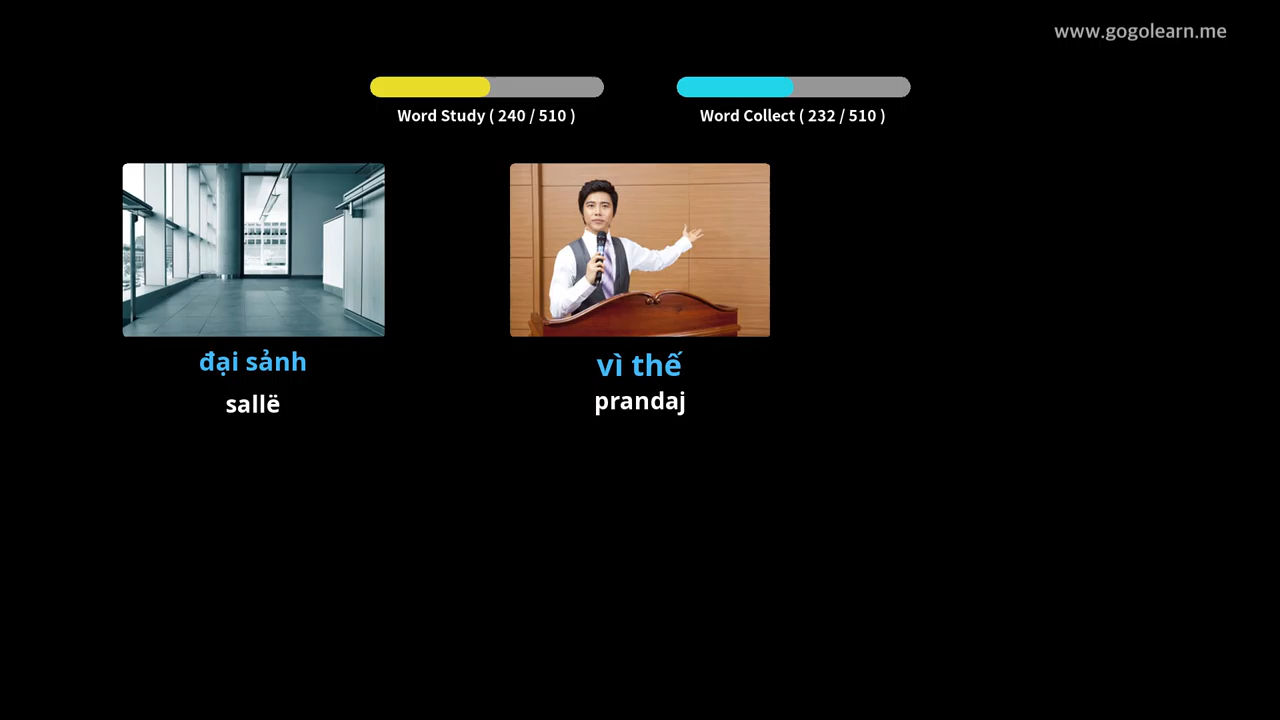 www.gogolearn.me
Word Study ( 240 / 510 )
Word Collect ( 232 / 510 )
đại sảnh
sallë
vì thế
prandaj